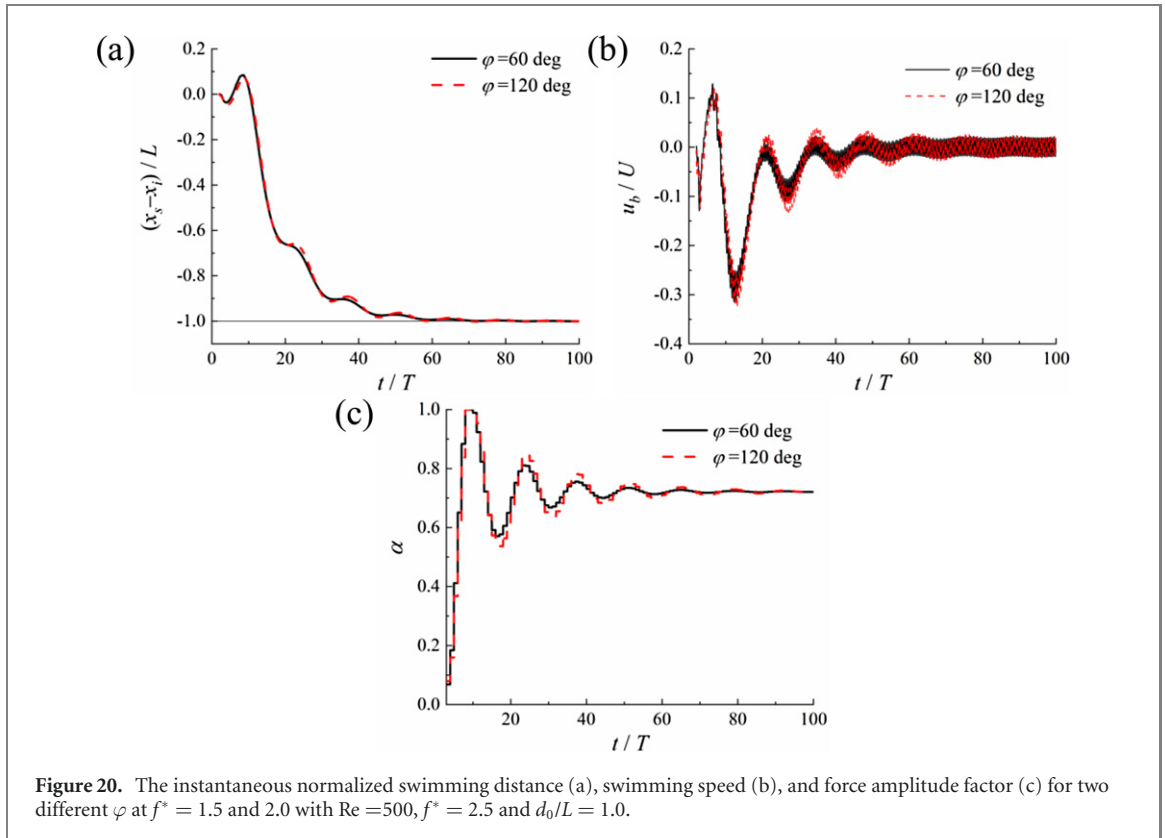 (a)
φ=60 deg
φ=120 deg
(xs−xi) / L
0.2
0.0
-0.2
-0.4
-0.6
-0.8
-1.0
0 20 40 60 80 100
t / T
(b)
φ=60 deg
φ=120 deg
ub / U
0.2
0.1
0.0
-0.1
-0.2
-0.3
-0.4
0 20 40 60 80 100
t / T
(c)
φ=60 deg
φ=120 deg
α
1.0
0.8
0.6
0.4
0.2
0.0
20 40 60 80 100
t / T
Figure 20. The instantaneous normalized swimming distance (a), swimming speed (b), and force amplitude factor (c) for two
different φ at f* = 1.5 and 2.0 with Re =500, f* = 2.5 and d0/L = 1.0.